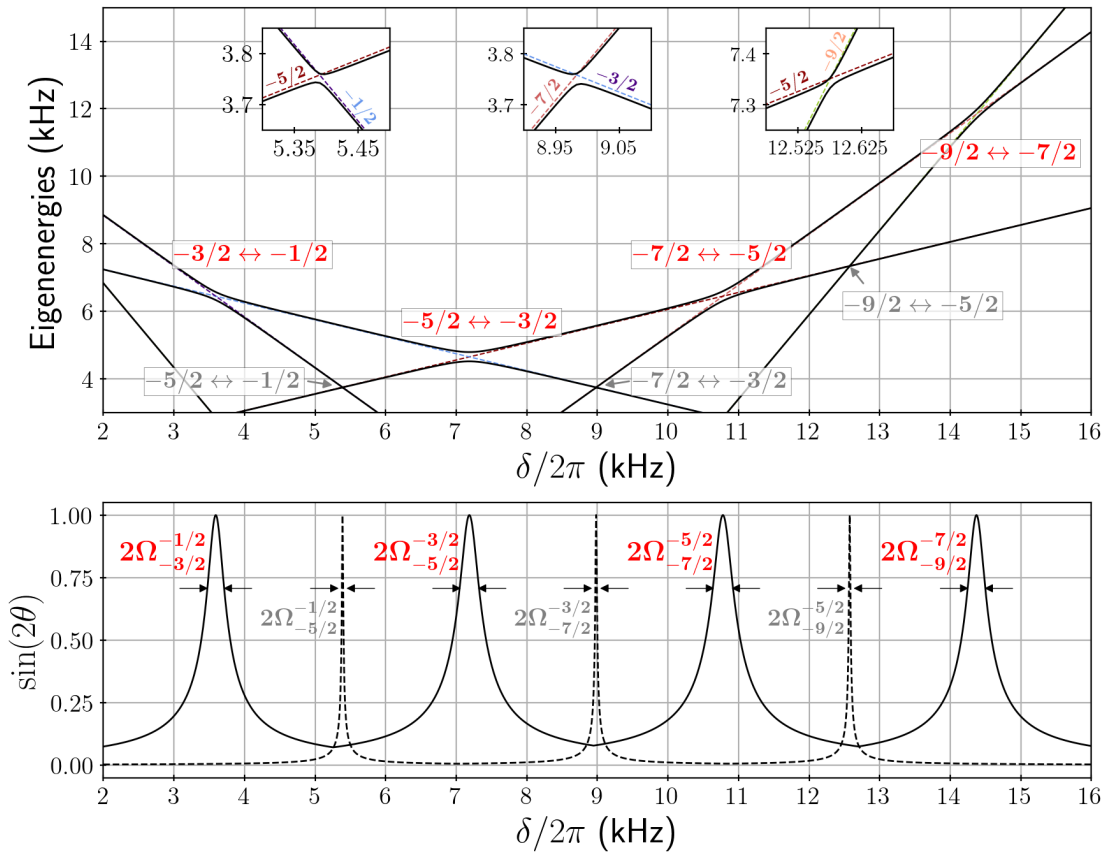 14
12
10
8
6
4
Eigenenergies (kHz)
3.8
3.7
−5/2
−1/2
5.35 5.45
3.8
3.7
−7/2
−3/2
8.95 9.05
7.4
7.3
−5/2
−9/2
12.525 12.625
−9/2 ↔ −7/2
−3/2 ↔ −1/2
−7/2 ↔ −5/2
−5/2 ↔ −3/2
−9/2 ↔ −5/2
−5/2 ↔ −1/2
−7/2 ↔ −3/2
2 3 4 5 6 7 8 9 10 11 12 13 14 15 16
δ/2π (kHz)
1.00
0.75
0.50
0.25
0.00
sin(2θ)
2Ω₋₃/₂⁻¹/²
2Ω₋₅/₂⁻³/²
2Ω₋₇/₂⁻⁵/²
2Ω₋₉/₂⁻⁷/²
2Ω₋₅/₂⁻¹/²
2Ω₋₇/₂⁻³/²
2Ω₋₉/₂⁻⁵/²
2 3 4 5 6 7 8 9 10 11 12 13 14 15 16
δ/2π (kHz)